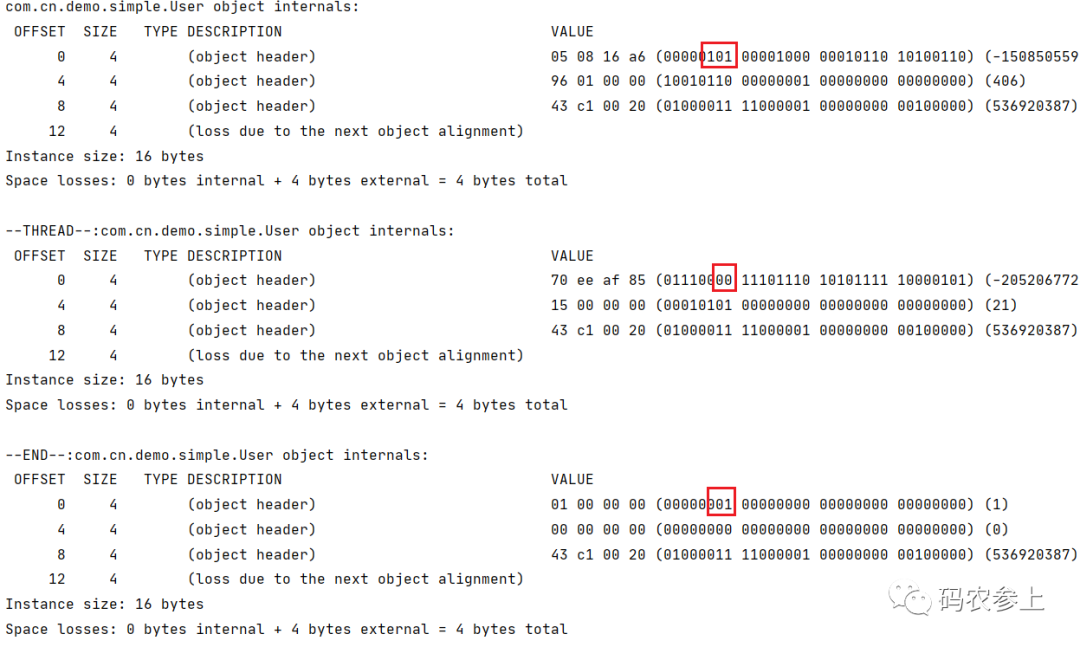 com.cn.demo.simple.User object internals:
OFFSET SIZE TYPE DESCRIPTION VALUE
0 4 (object header) 05 08 16 a6 (00000101 00001000 00010110 10100110) (-150850559
4 4 (object header) 96 01 00 00 (10010110 00000001 00000000 00000000) (406)
8 4 (object header) 43 c1 00 20 (01000011 11000001 00000000 00100000) (536920387)
12 4 (loss due to the next object alignment)
Instance size: 16 bytes
Space losses: 0 bytes internal + 4 bytes external = 4 bytes total
--THREAD--:com.cn.demo.simple.User object internals:
OFFSET SIZE TYPE DESCRIPTION VALUE
0 4 (object header) 70 ee af 85 (01110000 11101110 10101111 10000101) (-205206772
4 4 (object header) 15 00 00 00 (00010101 00000000 00000000 00000000) (21)
8 4 (object header) 43 c1 00 20 (01000011 11000001 00000000 00100000) (536920387)
12 4 (loss due to the next object alignment)
Instance size: 16 bytes
Space losses: 0 bytes internal + 4 bytes external = 4 bytes total
--END--:com.cn.demo.simple.User object internals:
OFFSET SIZE TYPE DESCRIPTION VALUE
0 4 (object header) 01 00 00 00 (00000001 00000000 00000000 00000000) (1)
4 4 (object header) 00 00 00 00 (00000000 00000000 00000000 00000000) (0)
8 4 (object header) 43 c1 00 20 (01000011 11000001 00000000 00100000) (536920387)
12 4 (loss due to the next object alignment)
Instance size: 16 bytes
码农参上
Space losses: 0 bytes internal + 4 bytes external = 4 bytes total